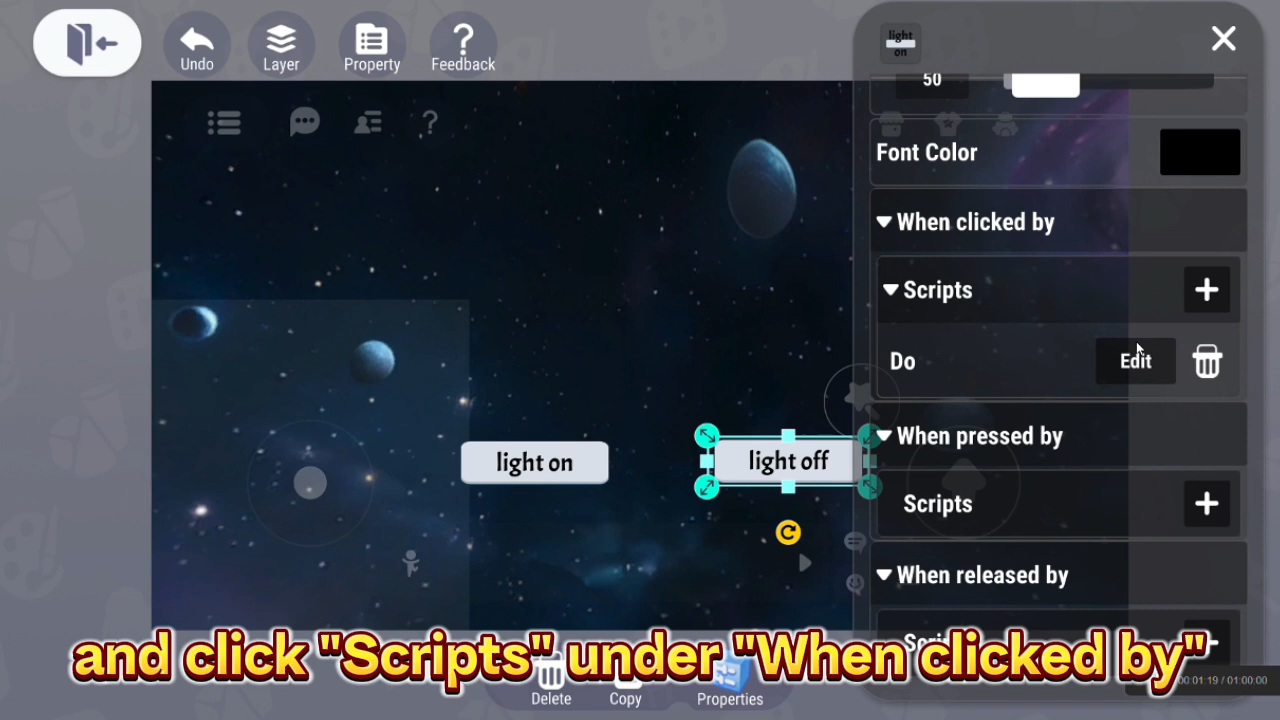 Undo
Layer
Property
Feedback
light
on
50
Font Color
When clicked by
Scripts
Do
Edit
When pressed by
Scripts
When released by
light on
light off
and click "Scripts" under "When clicked by"
Delete
Copy
Properties
00:01:19 / 01:00:00